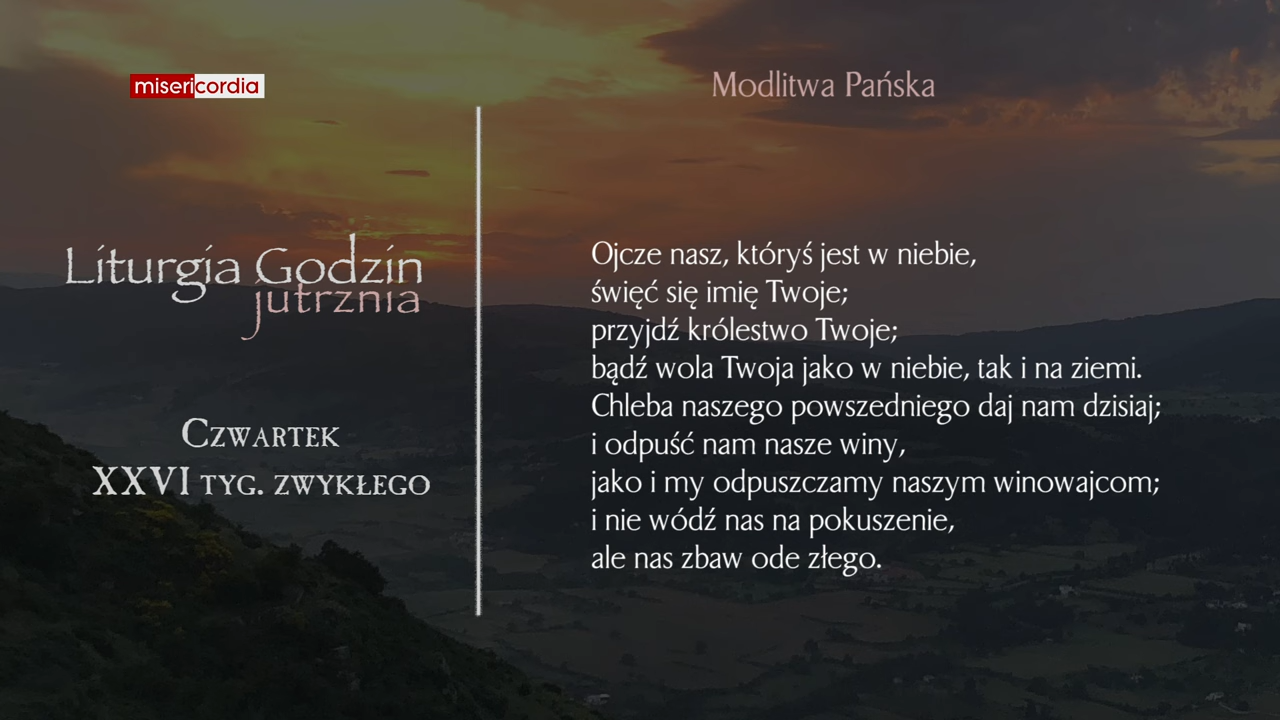 misericordia
Liturgia Godzin
jutrznia
Czwartek
XXVI tyg. zwykłego
Modlitwa Pańska
Ojcze nasz, któryś jest w niebie,
święć się imię Twoje;
przyjdź królestwo Twoje;
bądź wola Twoja jako w niebie, tak i na ziemi.
Chleba naszego powszedniego daj nam dzisiaj;
i odpuść nam nasze winy,
jako i my odpuszczamy naszym winowajcom;
i nie wódź nas na pokuszenie,
ale nas zbaw ode złego.